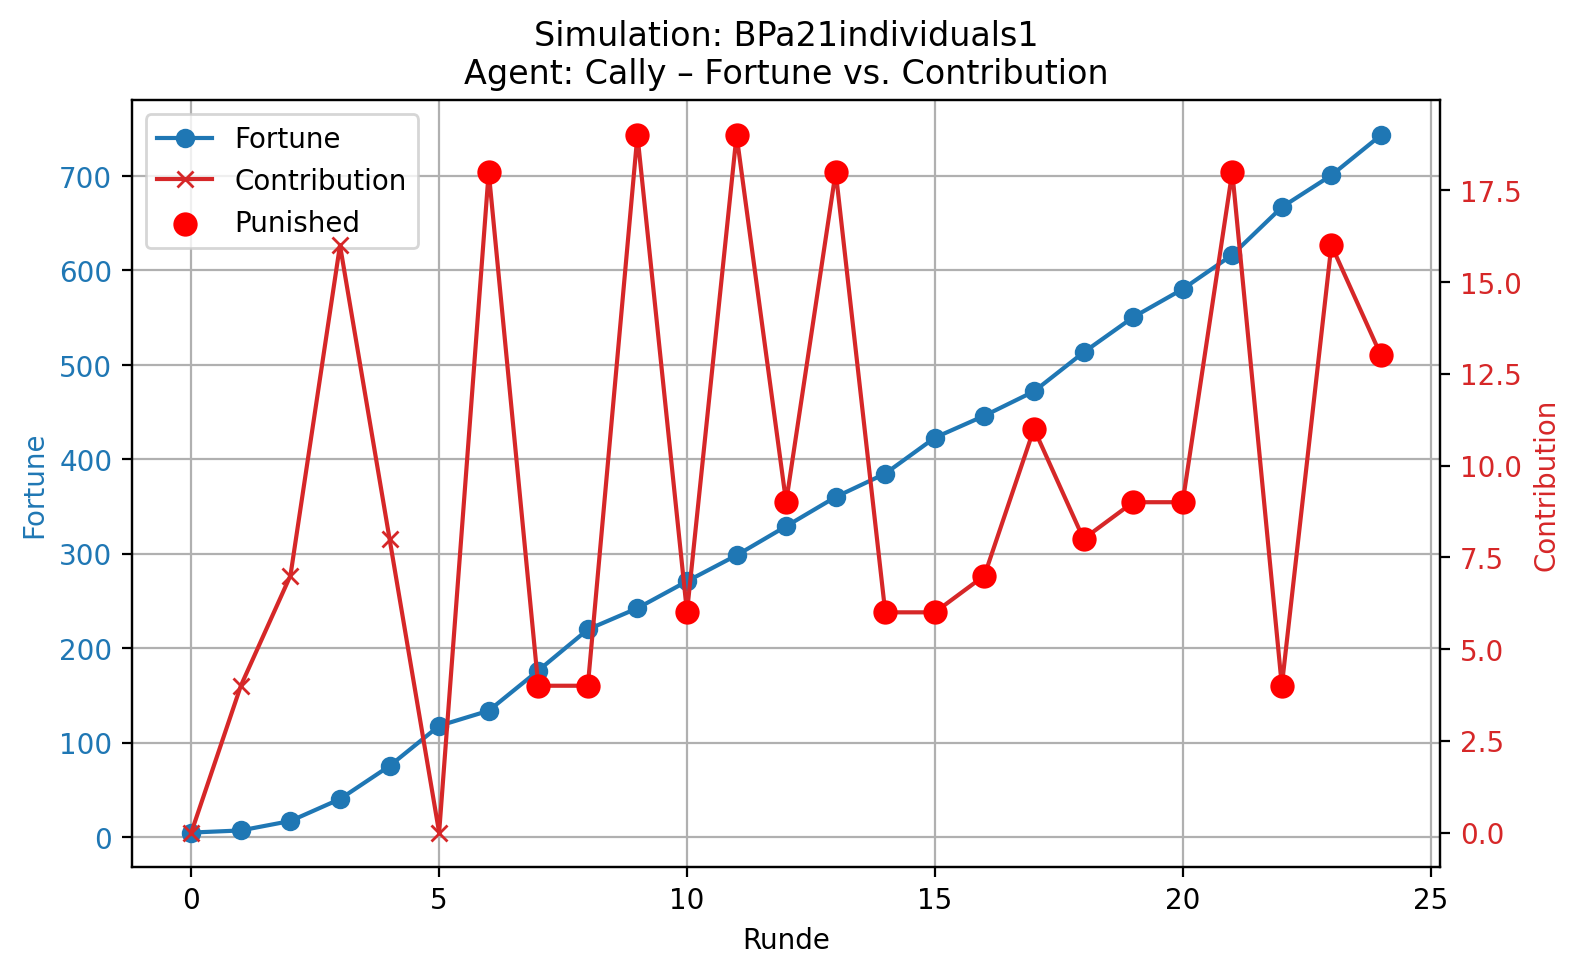 Simulation: BPa21individuals1
Agent: Cally – Fortune vs. Contribution
Fortune
Contribution
Punished
700
600
500
400
300
200
100
0
Fortune
17.5
15.0
12.5
10.0
7.5
5.0
2.5
0.0
Contribution
0 5 10 15 20 25
Runde